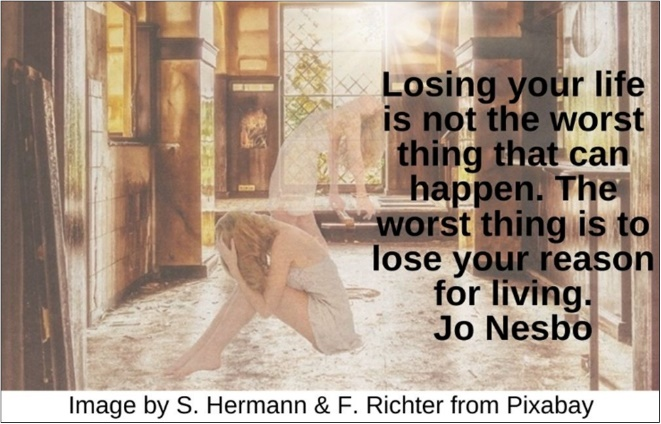 Losing your life
is not the worst
thing that can
happen. The
worst thing is to
lose your reason
for living.
Jo Nesbo
Image by S. Hermann & F. Richter from Pixabay